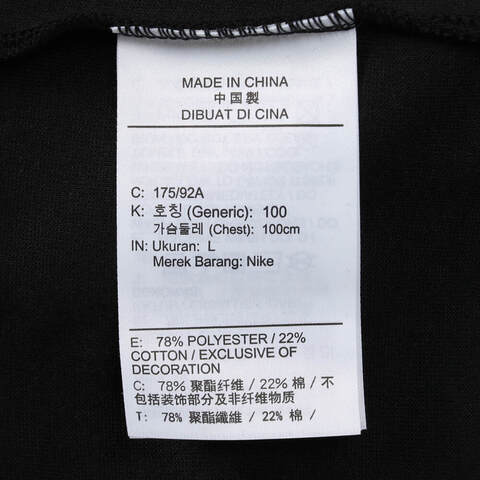 MADE IN CHINA
中国製
DIBUAT DI CINA
C: 175/92A
K: 호칭 (Generic): 100
가슴둘레 (Chest): 100cm
IN: Ukuran: L
Merek Barang: Nike
E: 78% POLYESTER / 22%
COTTON / EXCLUSIVE OF
DECORATION
C: 78% 聚酯纤维 / 22% 棉 / 不
包括装饰部分及非纤维物质
T: 78% 聚酯纖維 / 22% 棉 /